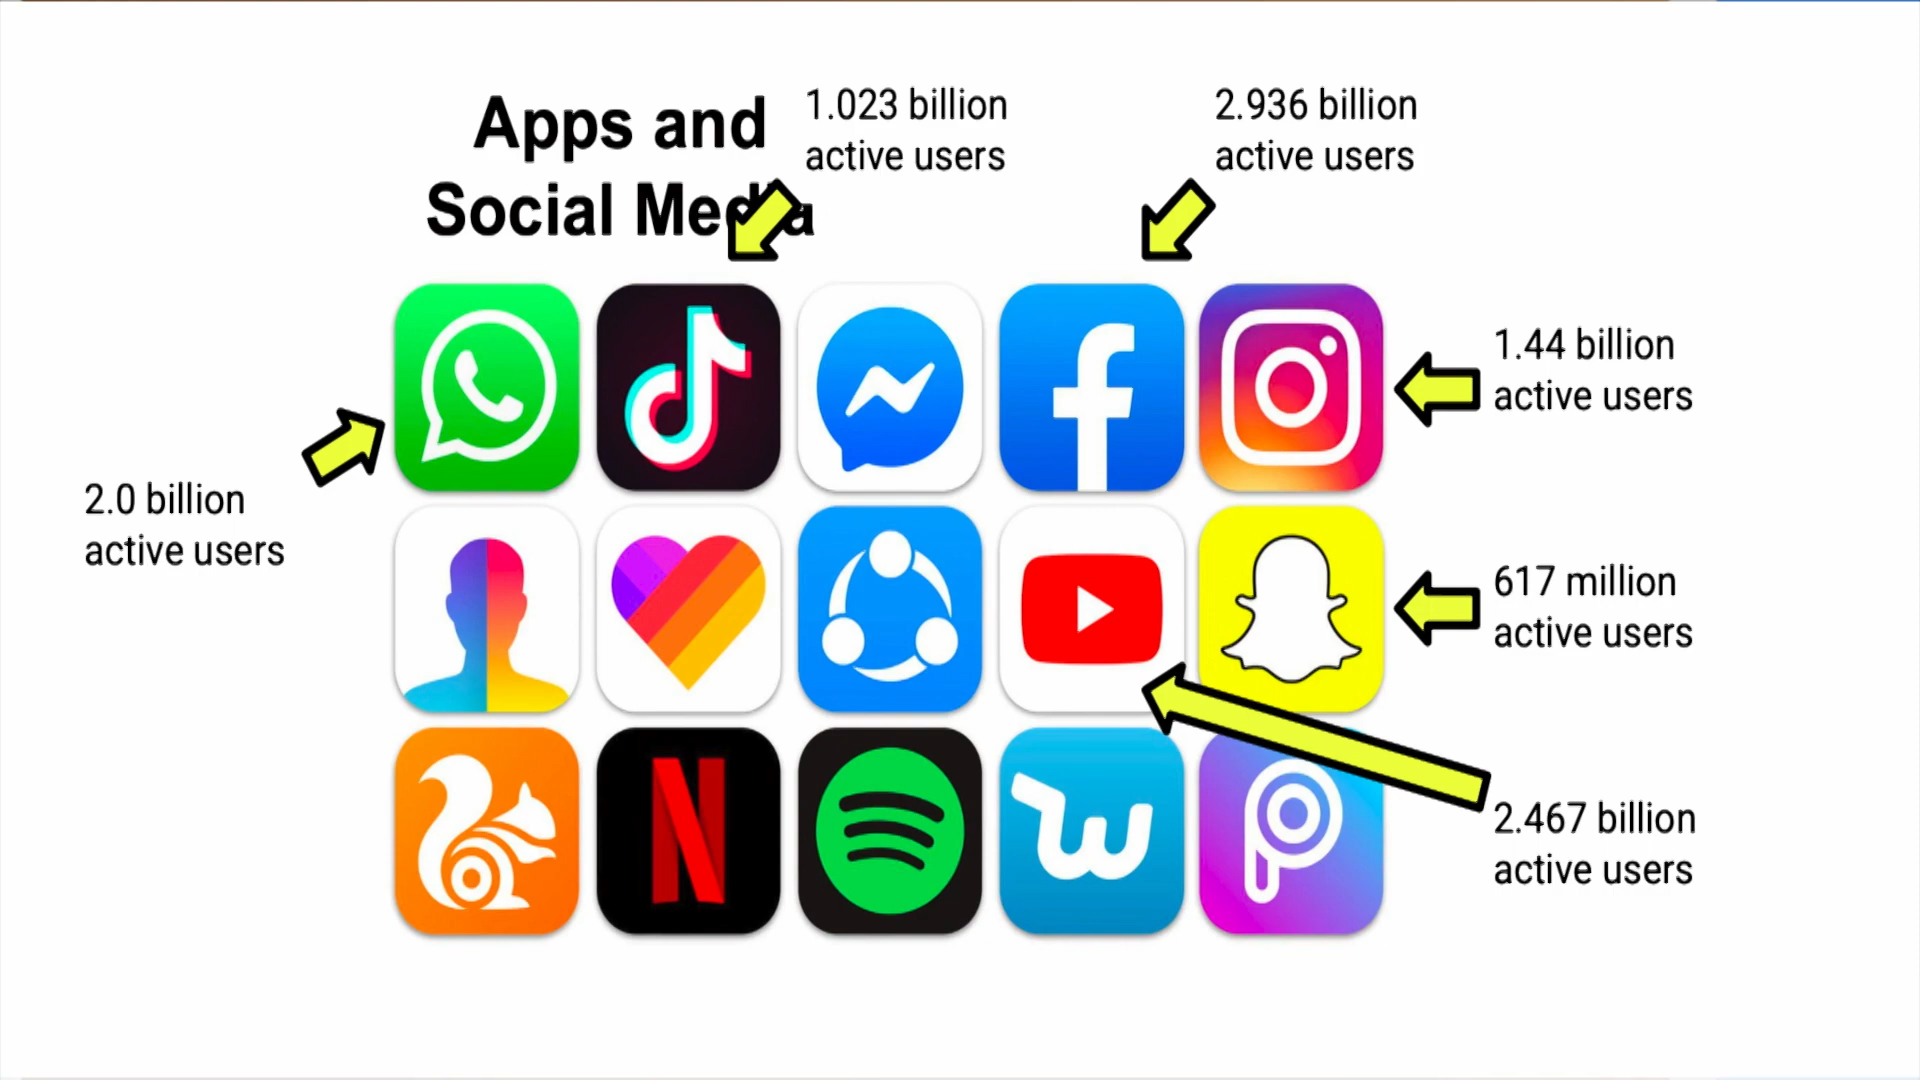 Apps and
Social Media
1.023 billion
active users
2.936 billion
active users
1.44 billion
active users
2.0 billion
active users
617 million
active users
2.467 billion
active users